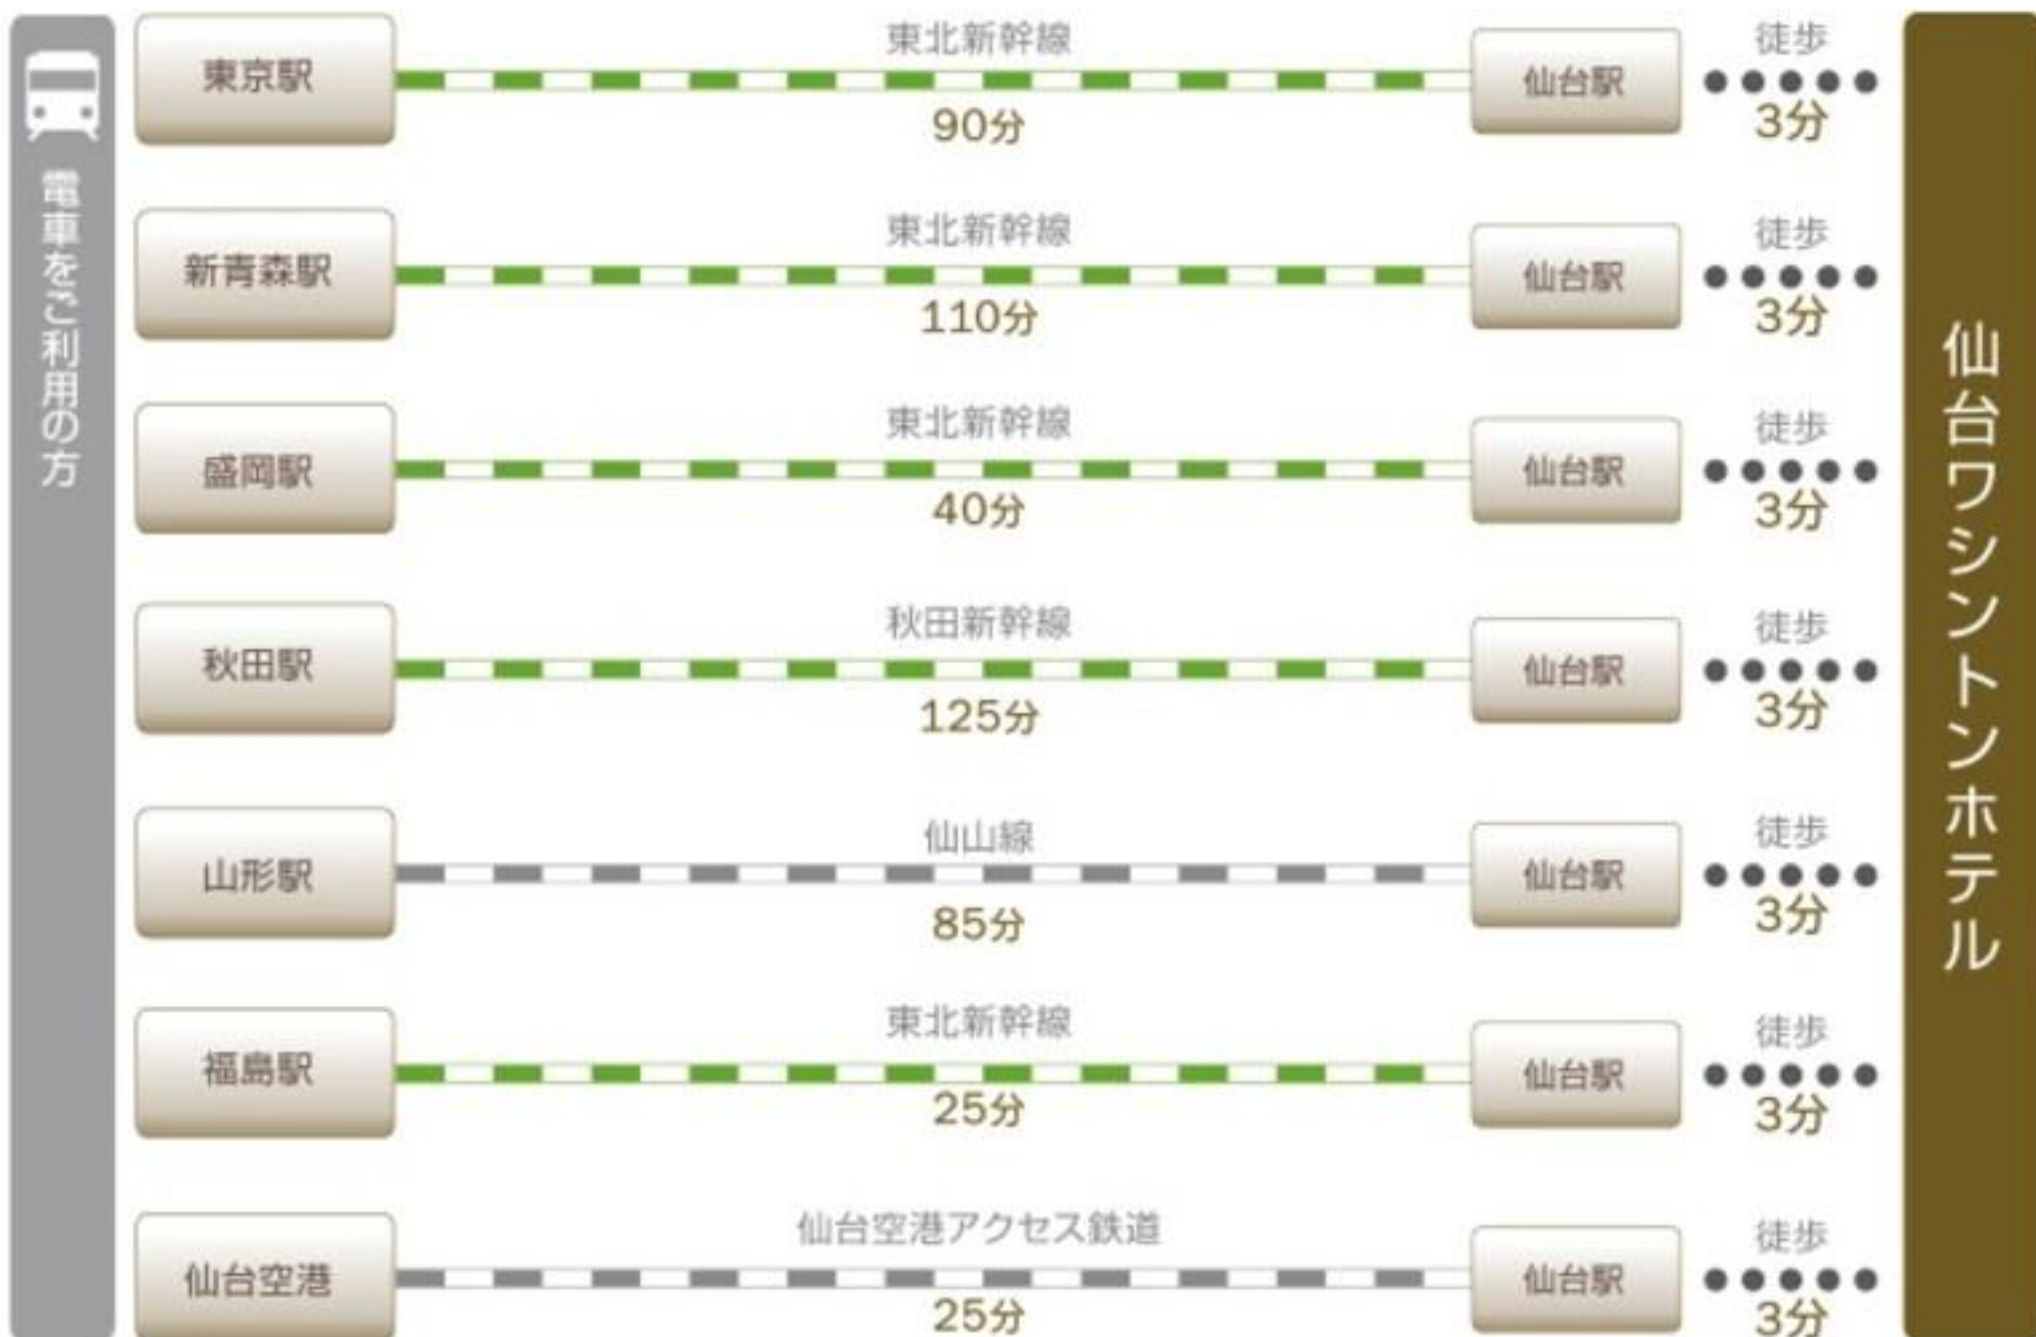 電車をご利用の方
東京駅
東北新幹線
90分
仙台駅
徒歩
3分
新青森駅
東北新幹線
110分
仙台駅
徒歩
3分
盛岡駅
東北新幹線
40分
仙台駅
徒歩
3分
秋田駅
秋田新幹線
125分
仙台駅
徒歩
3分
山形駅
仙山線
85分
仙台駅
徒歩
3分
福島駅
東北新幹線
25分
仙台駅
徒歩
3分
仙台空港
仙台空港アクセス鉄道
25分
仙台駅
徒歩
3分
仙台ワシントンホテル